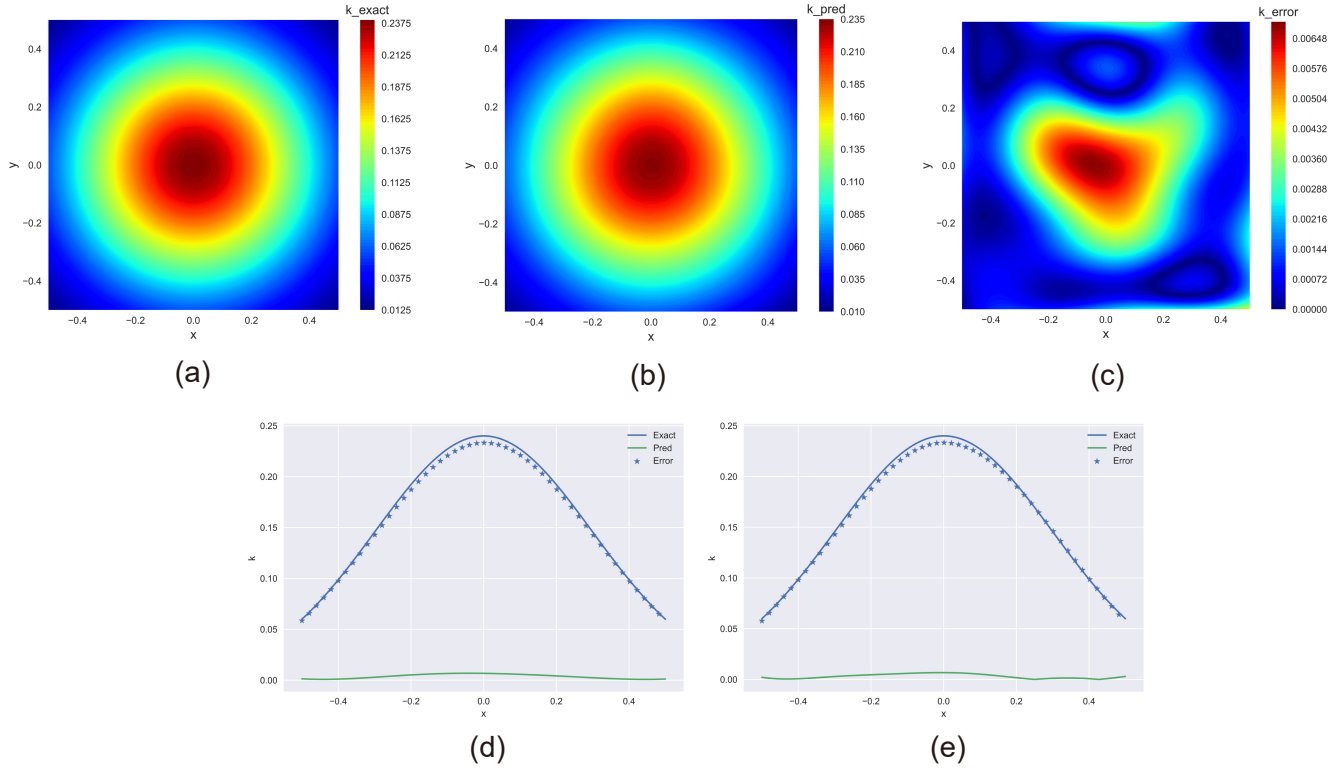 k_exact
0.2375
0.2125
0.1875
0.1625
0.1375
0.1125
0.0875
0.0625
0.0375
0.0125
0.4
0.2
0.0
−0.2
−0.4
y
−0.4 −0.2 0.0 0.2 0.4
x
(a)
k_pred
0.235
0.210
0.185
0.160
0.135
0.110
0.085
0.060
0.035
0.010
0.4
0.2
0.0
−0.2
−0.4
y
−0.4 −0.2 0.0 0.2 0.4
x
(b)
k_error
0.00648
0.00576
0.00504
0.00432
0.00360
0.00288
0.00216
0.00144
0.00072
0.00000
0.4
0.2
0.0
−0.2
−0.4
y
−0.4 −0.2 0.0 0.2 0.4
x
(c)
0.25
0.20
0.15
0.10
0.05
0.00
k
Exact
Pred
Error
−0.4 −0.2 0.0 0.2 0.4
x
(d)
0.25
0.20
0.15
0.10
0.05
0.00
k
Exact
Pred
Error
−0.4 −0.2 0.0 0.2 0.4
x
(e)